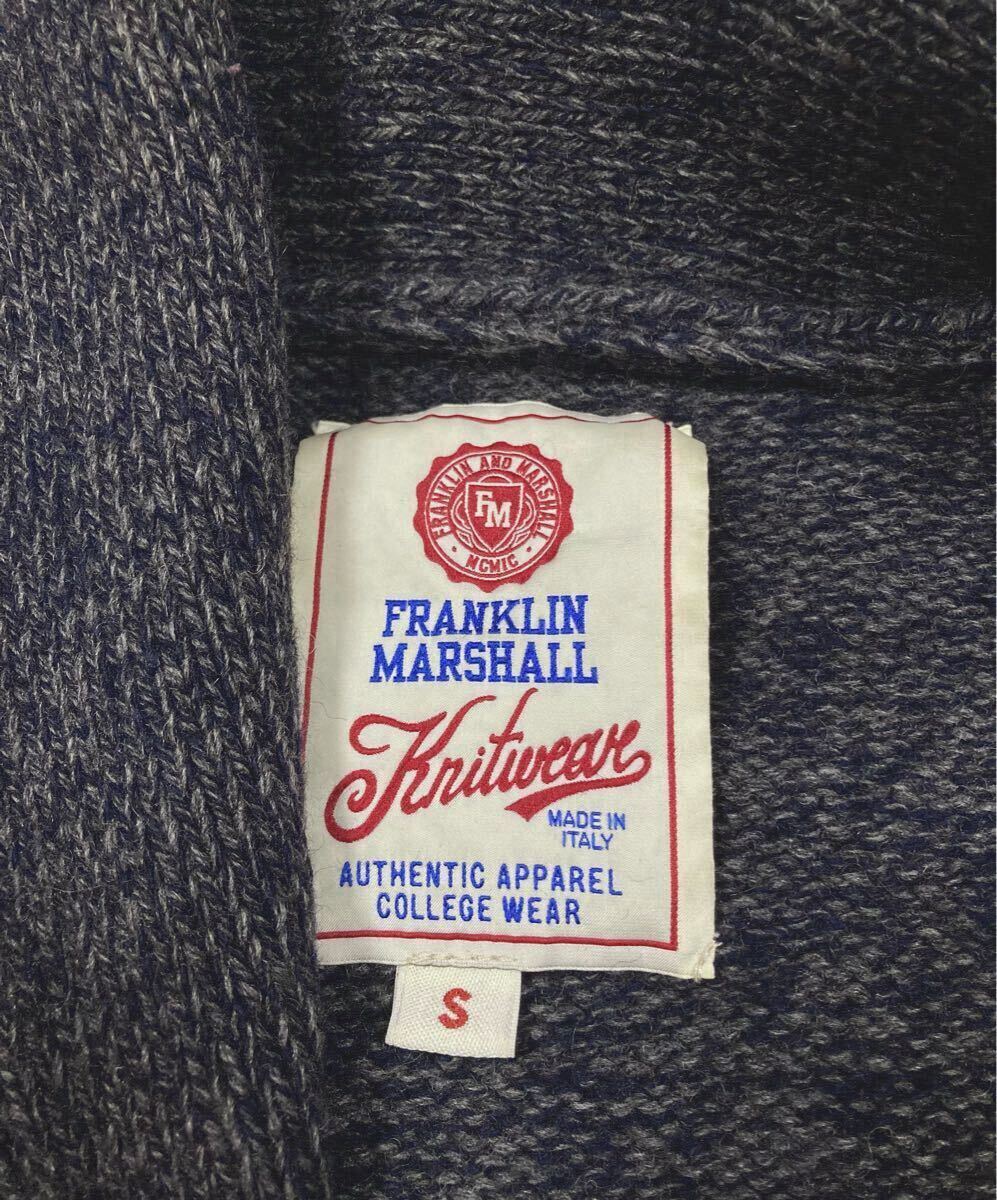 FRANKLIN AND MARSHALL
FM
· MCMIC ·
FRANKLIN
MARSHALL
Knitwear
MADE IN
ITALY
AUTHENTIC APPAREL
COLLEGE WEAR
S